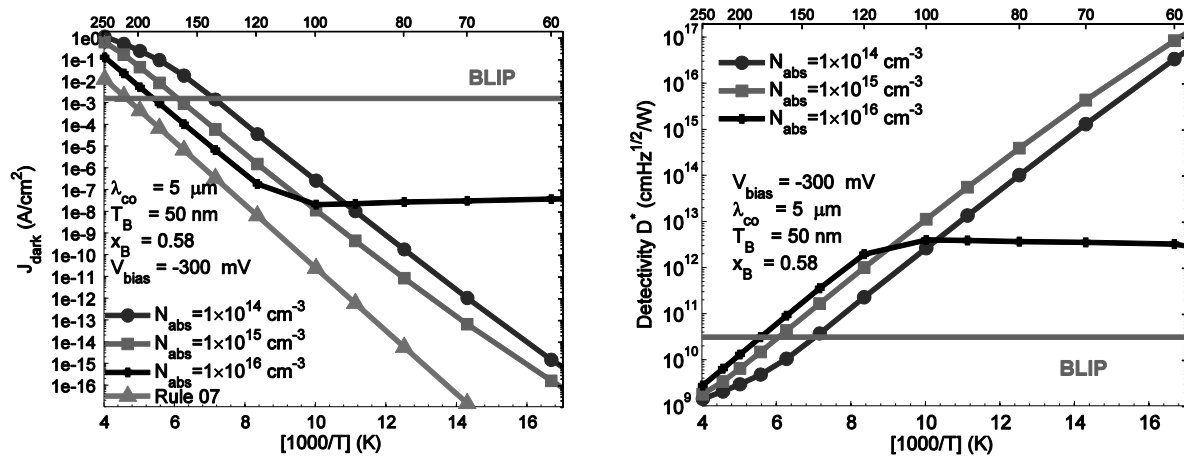 250 200 150 120 100 80 60
1e0
1e-1
1e-2
1e-3
1e-4
1e-5
1e-6
1e-7
1e-8
1e-9
1e-10
1e-11
1e-12
1e-13
1e-14
1e-15
1e-16
J_dark (A/cm^2)
BLIP
λ_co = 5 μm
T_B = 50 nm
x_B = 0.58
V_bias = -300 mV
N_abs=1×10^14 cm^-3
N_abs=1×10^15 cm^-3
N_abs=1×10^16 cm^-3
Rule 07
4 6 8 10 12 14 16
[1000/T] (K)
250 200 150 120 100 80 60
10^17
10^16
10^15
10^14
10^13
10^12
10^11
10^10
10^9
Detectivity D^* (cmHz^1/2/W)
N_abs=1×10^14 cm^-3
N_abs=1×10^15 cm^-3
N_abs=1×10^16 cm^-3
V_bias = -300 mV
λ_co = 5 μm
T_B = 50 nm
x_B = 0.58
BLIP
4 6 8 10 12 14 16
[1000/T] (K)